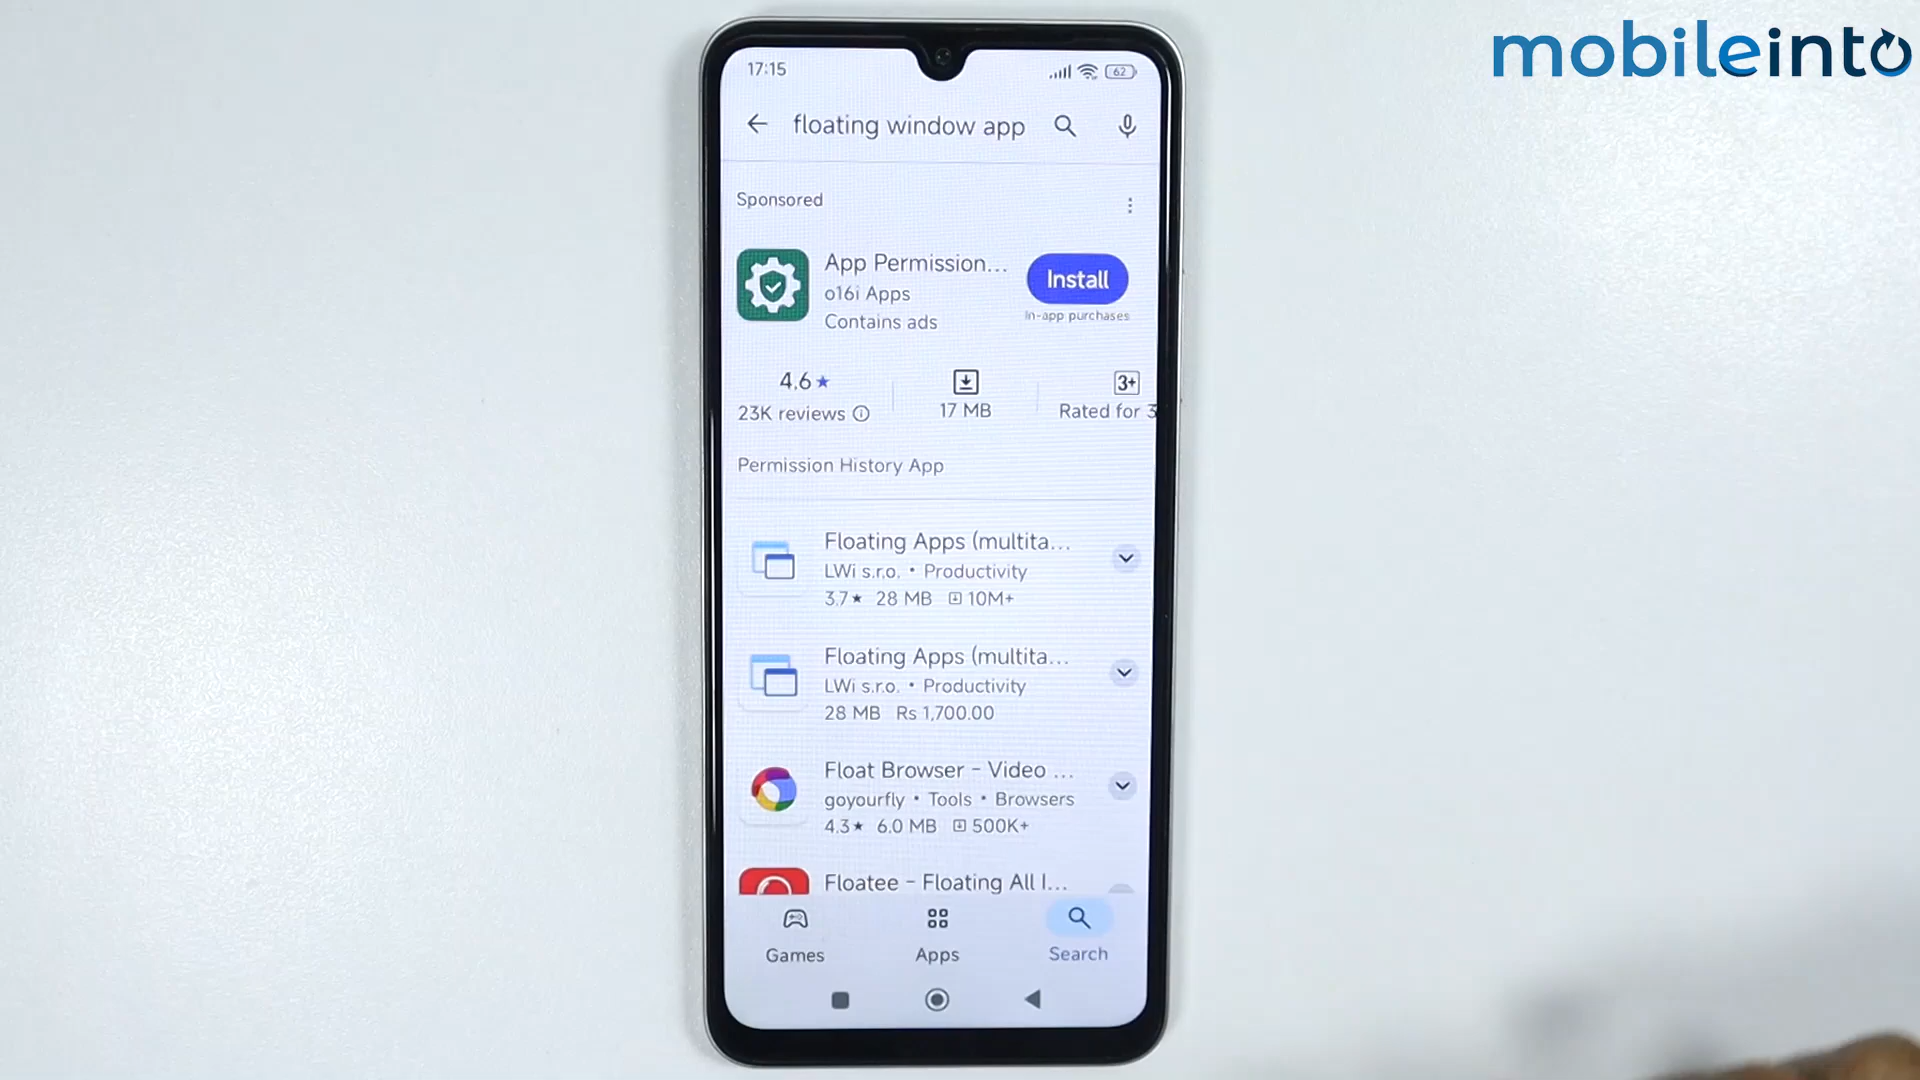 mobileinto
17:15
62
floating window app
Sponsored
App Permission...
o16i Apps
Contains ads
Install
In-app purchases
4.6★
23K reviews
17 MB
3+
Rated for 3
Permission History App
Floating Apps (multita...
LWi s.r.o. • Productivity
3.7★ 28 MB 10M+
Floating Apps (multita...
LWi s.r.o. • Productivity
28 MB Rs 1,700.00
Float Browser - Video ...
goyourfly • Tools • Browsers
4.3★ 6.0 MB 500K+
Floatee - Floating All I...
Games
Apps
Search